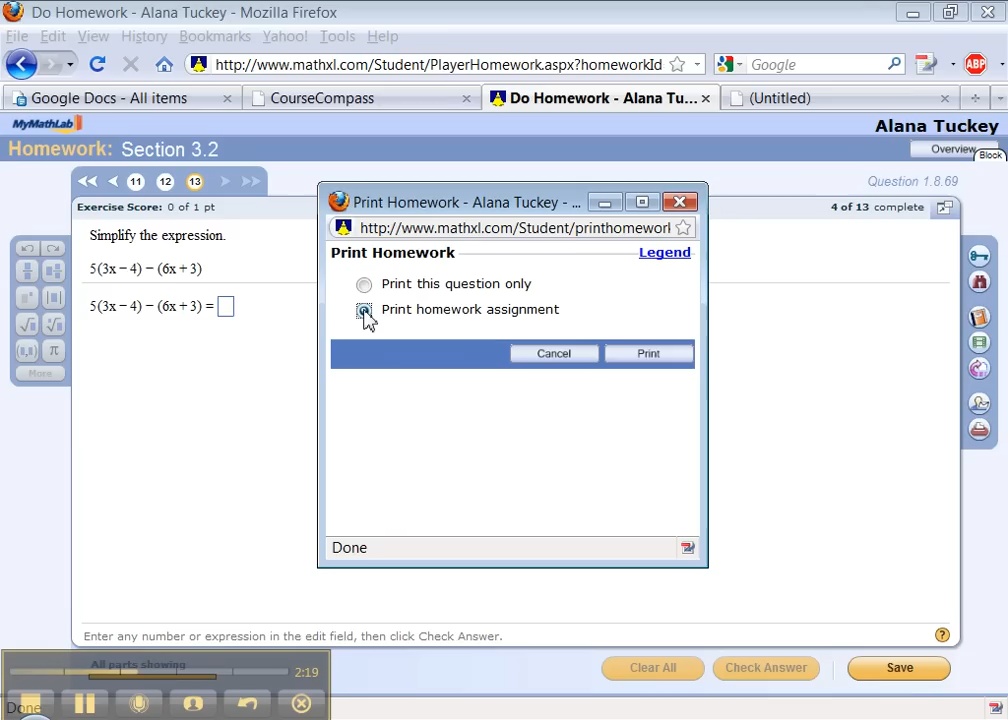 Do Homework - Alana Tuckey - Mozilla Firefox
File Edit View History Bookmarks Yahoo! Tools Help
http://www.mathxl.com/Student/PlayerHomework.aspx?homeworkId
Google
ABP
Google Docs - All items
CourseCompass
Do Homework - Alana Tu...
(Untitled)
MyMathLab
Alana Tuckey
Homework: Section 3.2
Overview
Block
11 12 13
Question 1.8.69
Exercise Score: 0 of 1 pt
4 of 13 complete
Simplify the expression.
5(3x − 4) − (6x + 3)
5(3x − 4) − (6x + 3) =
More
Print Homework - Alana Tuckey - ...
http://www.mathxl.com/Student/printhomework
Print Homework
Legend
Print this question only
Print homework assignment
Cancel
Print
Done
Enter any number or expression in the edit field, then click Check Answer.
?
All parts showing
2:19
Clear All
Check Answer
Save
Done